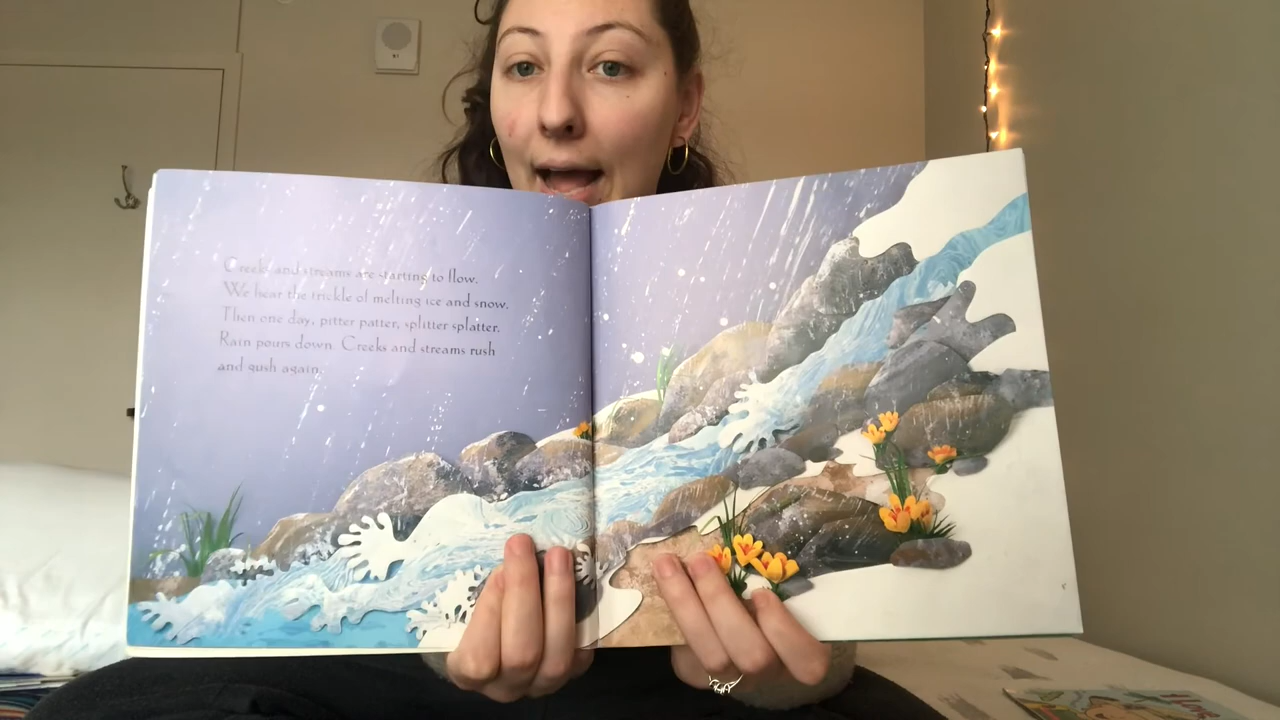 Creeks and streams are starting to flow.
We hear the trickle of melting ice and snow.
Then one day, pitter patter, splitter splatter.
Rain pours down. Creeks and streams rush
and gush again.